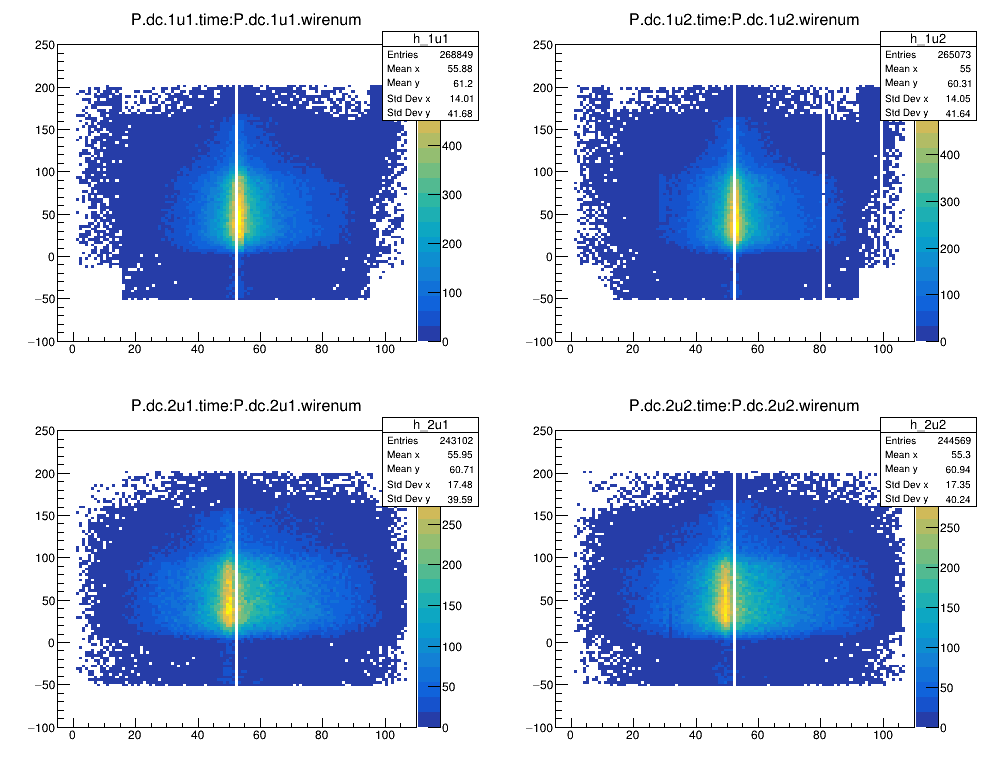 P.dc.1u1.time:P.dc.1u1.wirenum
h_1u1
Entries 268849
Mean x 55.88
Mean y 61.2
Std Dev x 14.01
Std Dev y 41.68
250
200
150
100
50
0
−50
−100
0 20 40 60 80 100
400
300
200
100
0
P.dc.1u2.time:P.dc.1u2.wirenum
h_1u2
Entries 265073
Mean x 55
Mean y 60.31
Std Dev x 14.05
Std Dev y 41.64
250
200
150
100
50
0
−50
−100
0 20 40 60 80 100
400
300
200
100
0
P.dc.2u1.time:P.dc.2u1.wirenum
h_2u1
Entries 243102
Mean x 55.95
Mean y 60.71
Std Dev x 17.48
Std Dev y 39.59
250
200
150
100
50
0
−50
−100
0 20 40 60 80 100
250
200
150
100
50
0
P.dc.2u2.time:P.dc.2u2.wirenum
h_2u2
Entries 244569
Mean x 55.3
Mean y 60.94
Std Dev x 17.35
Std Dev y 40.24
250
200
150
100
50
0
−50
−100
0 20 40 60 80 100
250
200
150
100
50
0